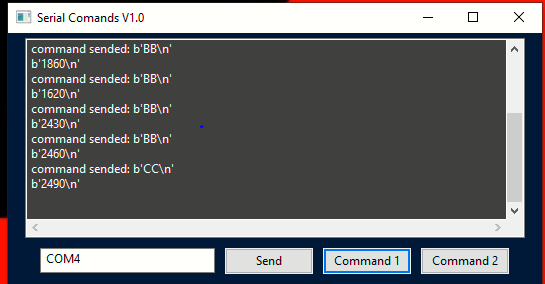 Serial Comands V1.0
command sended: b'BB\n'
b'1860\n'
command sended: b'BB\n'
b'1620\n'
command sended: b'BB\n'
b'2430\n'
command sended: b'BB\n'
b'2460\n'
command sended: b'CC\n'
b'2490\n'
COM4 Send Command 1 Command 2